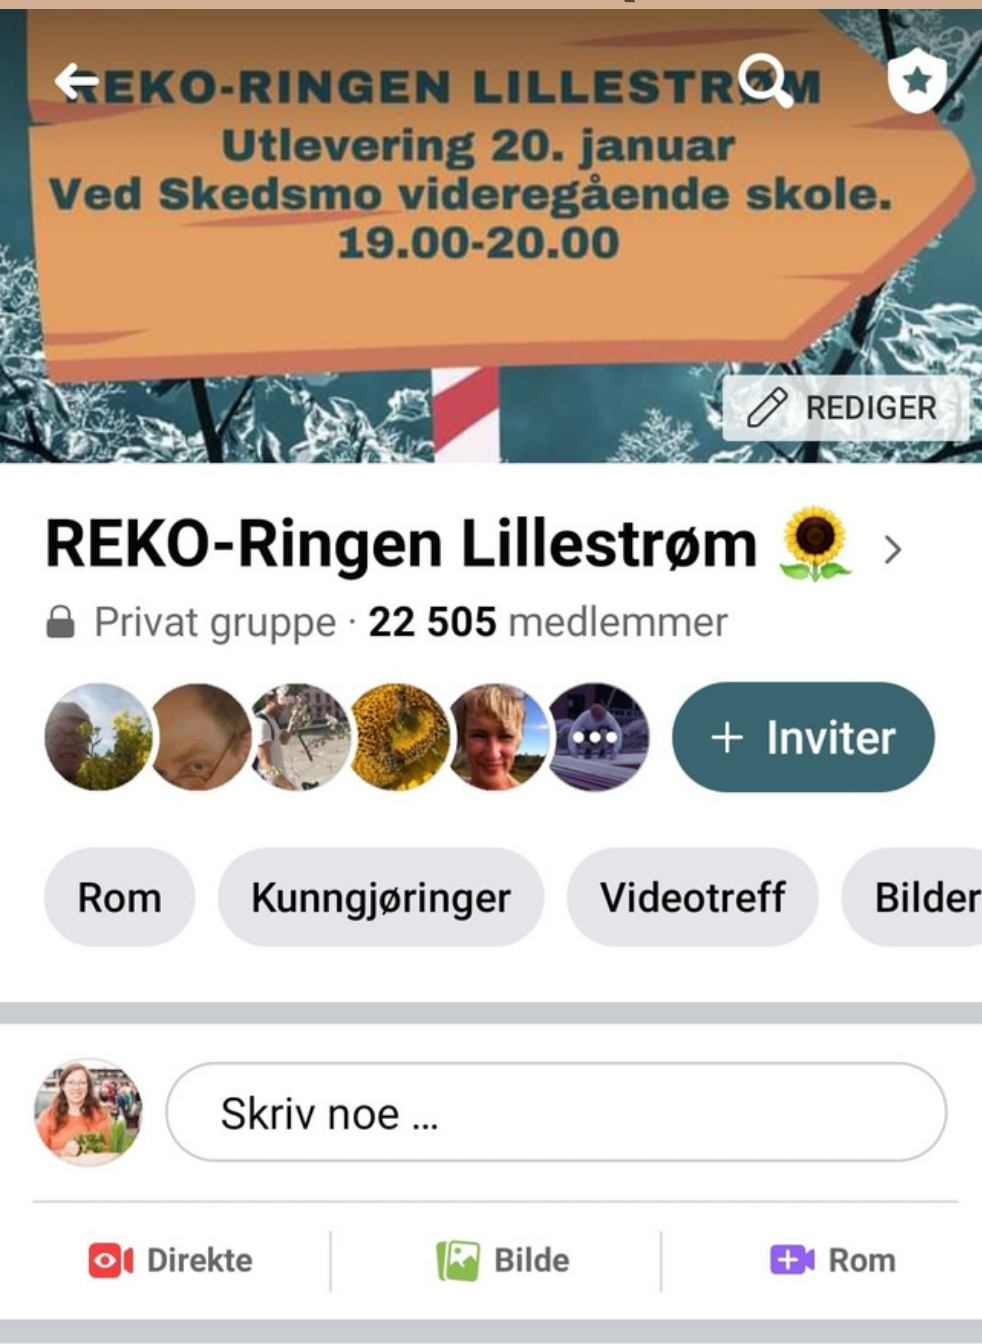 REKO-RINGEN LILLESTRØM
Utlevering 20. januar
Ved Skedsmo videregående skole.
19.00-20.00
REDIGER
REKO-Ringen Lillestrøm
Privat gruppe · 22 505 medlemmer
+ Inviter
Rom Kunngjøringer Videotreff Bilder
Skriv noe ...
Direkte Bilde Rom